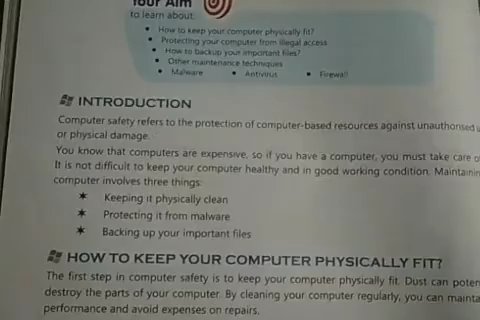 Your Aim
to learn about:
• How to keep your computer physically fit?
• Protecting your computer from illegal access
• How to backup your important files?
• Other maintenance techniques
• Malware • Antivirus • Firewall
INTRODUCTION
Computer safety refers to the protection of computer-based resources against unauthorised
or physical damage.
You know that computers are expensive, so if you have a computer, you must take care
It is not difficult to keep your computer healthy and in good working condition.
computer involves three things:
✶ Keeping it physically clean
✶ Protecting it from malware
✶ Backing up your important files
HOW TO KEEP YOUR COMPUTER PHYSICALLY FIT?
The first step in computer safety is to keep your computer physically fit. Dust can
destroy the parts of your computer. By cleaning your computer regularly, you can
performance and avoid expenses on repairs.